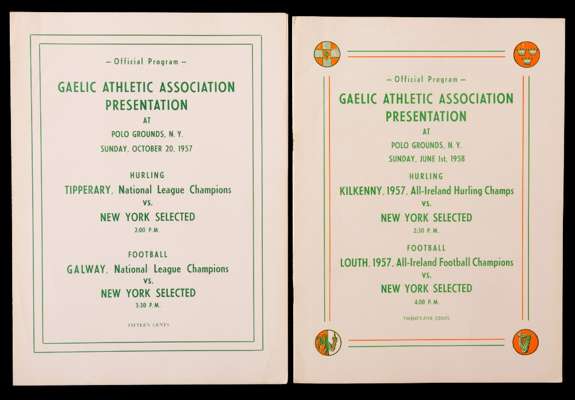 — Official Program —
GAELIC ATHLETIC ASSOCIATION
PRESENTATION
AT
POLO GROUNDS, N. Y.
SUNDAY, OCTOBER 20, 1957
HURLING
TIPPERARY, National League Champions
vs.
NEW YORK SELECTED
2:00 P.M.
FOOTBALL
GALWAY, National League Champions
vs.
NEW YORK SELECTED
3:30 P.M.
FIFTEEN CENTS
— Official Program —
GAELIC ATHLETIC ASSOCIATION
PRESENTATION
AT
POLO GROUNDS, N. Y.
SUNDAY, JUNE 1st, 1958
HURLING
KILKENNY, 1957, All-Ireland Hurling Champs
vs.
NEW YORK SELECTED
2:30 P.M.
FOOTBALL
LOUTH, 1957, All-Ireland Football Champions
vs.
NEW YORK SELECTED
4:00 P.M.
TWENTY-FIVE CENTS